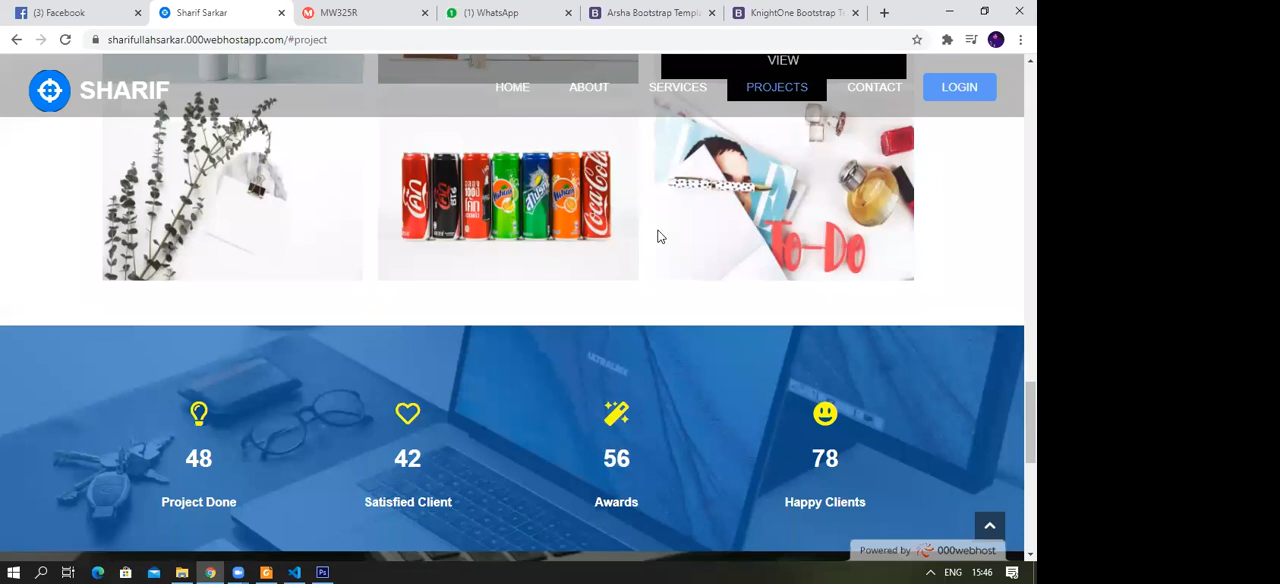 (3) Facebook
Sharif Sarkar
MW325R
(1) WhatsApp
Arsha Bootstrap Templ
KnightOne Bootstrap T
sharifullahsarkar.000webhostapp.com/#project
VIEW
SHARIF
HOME
ABOUT
SERVICES
PROJECTS
CONTACT
LOGIN
Coca-Cola
To-Do
48
42
56
78
Project Done
Satisfied Client
Awards
Happy Clients
Powered by 000webhost
ENG 15:46